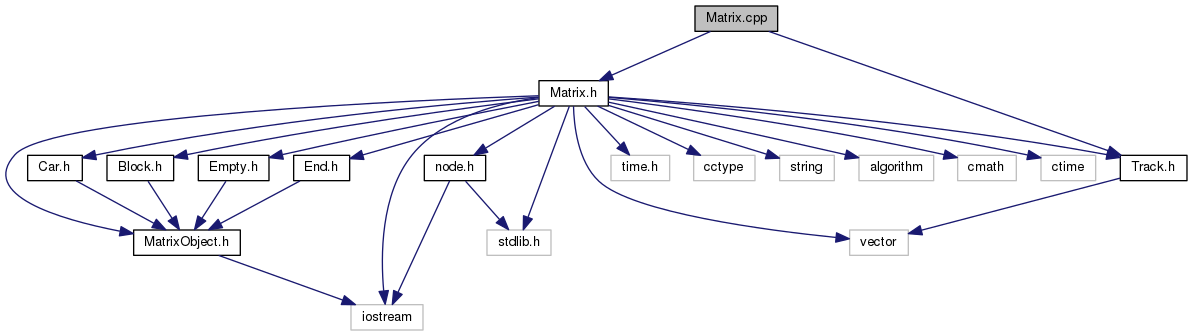 Matrix.cpp
Matrix.h
Car.h
Block.h
Empty.h
End.h
node.h
time.h
cctype
string
algorithm
cmath
ctime
Track.h
MatrixObject.h
stdlib.h
vector
iostream